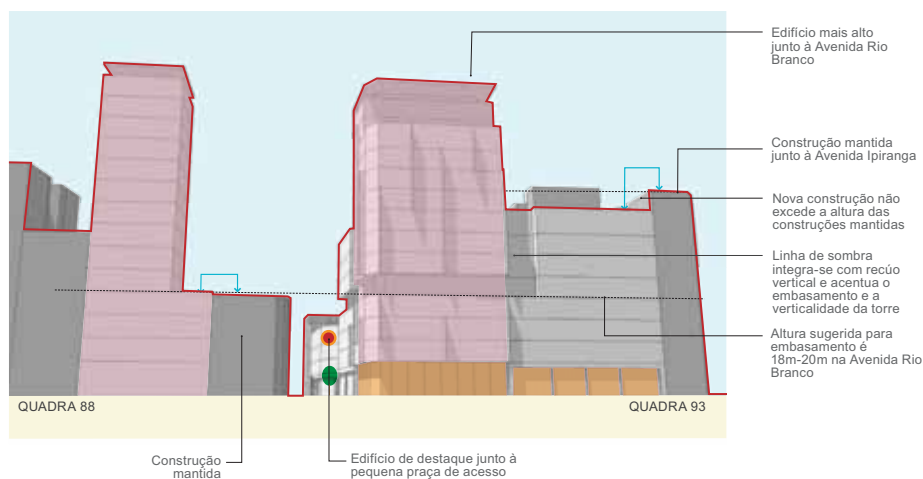 Edifício mais alto
junto à Avenida Rio
Branco
Construção mantida
junto à Avenida Ipiranga
Nova construção não
excede a altura das
construções mantidas
Linha de sombra
integra-se com recúo
vertical e acentua o
embasamento e a
verticalidade da torre
Altura sugerida para
embasamento é
18m-20m na Avenida Rio
Branco
QUADRA 88
QUADRA 93
Construção
mantida
Edifício de destaque junto à
pequena praça de acesso